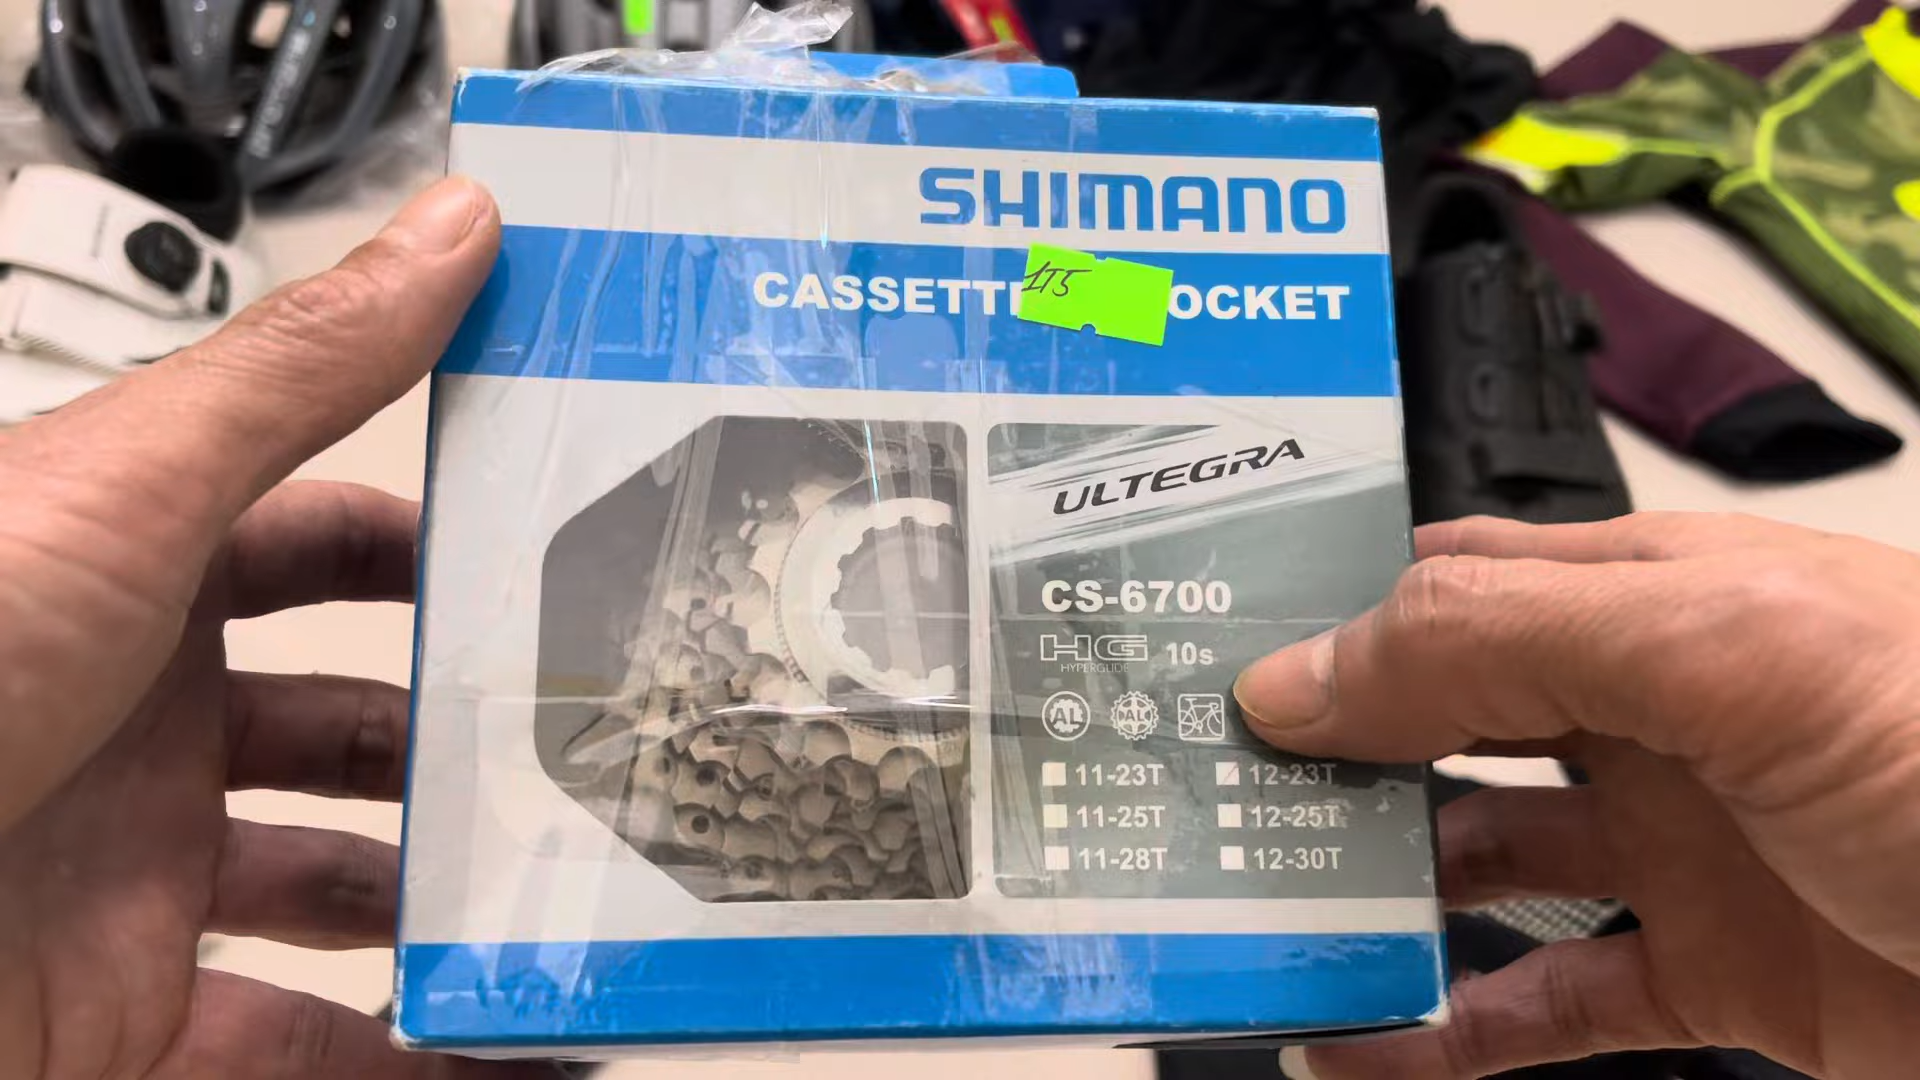 SHIMANO
CASSETT OCKET
175
ULTEGRA
CS-6700
HG 10s
HYPERGLIDE
AL
11-23T 12-23T
11-25T 12-25T
11-28T 12-30T